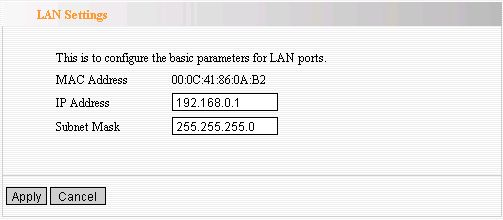 LAN Settings
This is to configure the basic parameters for LAN ports.
MAC Address 00:0C:41:86:0A:B2
IP Address 192.168.0.1
Subnet Mask 255.255.255.0
Apply Cancel